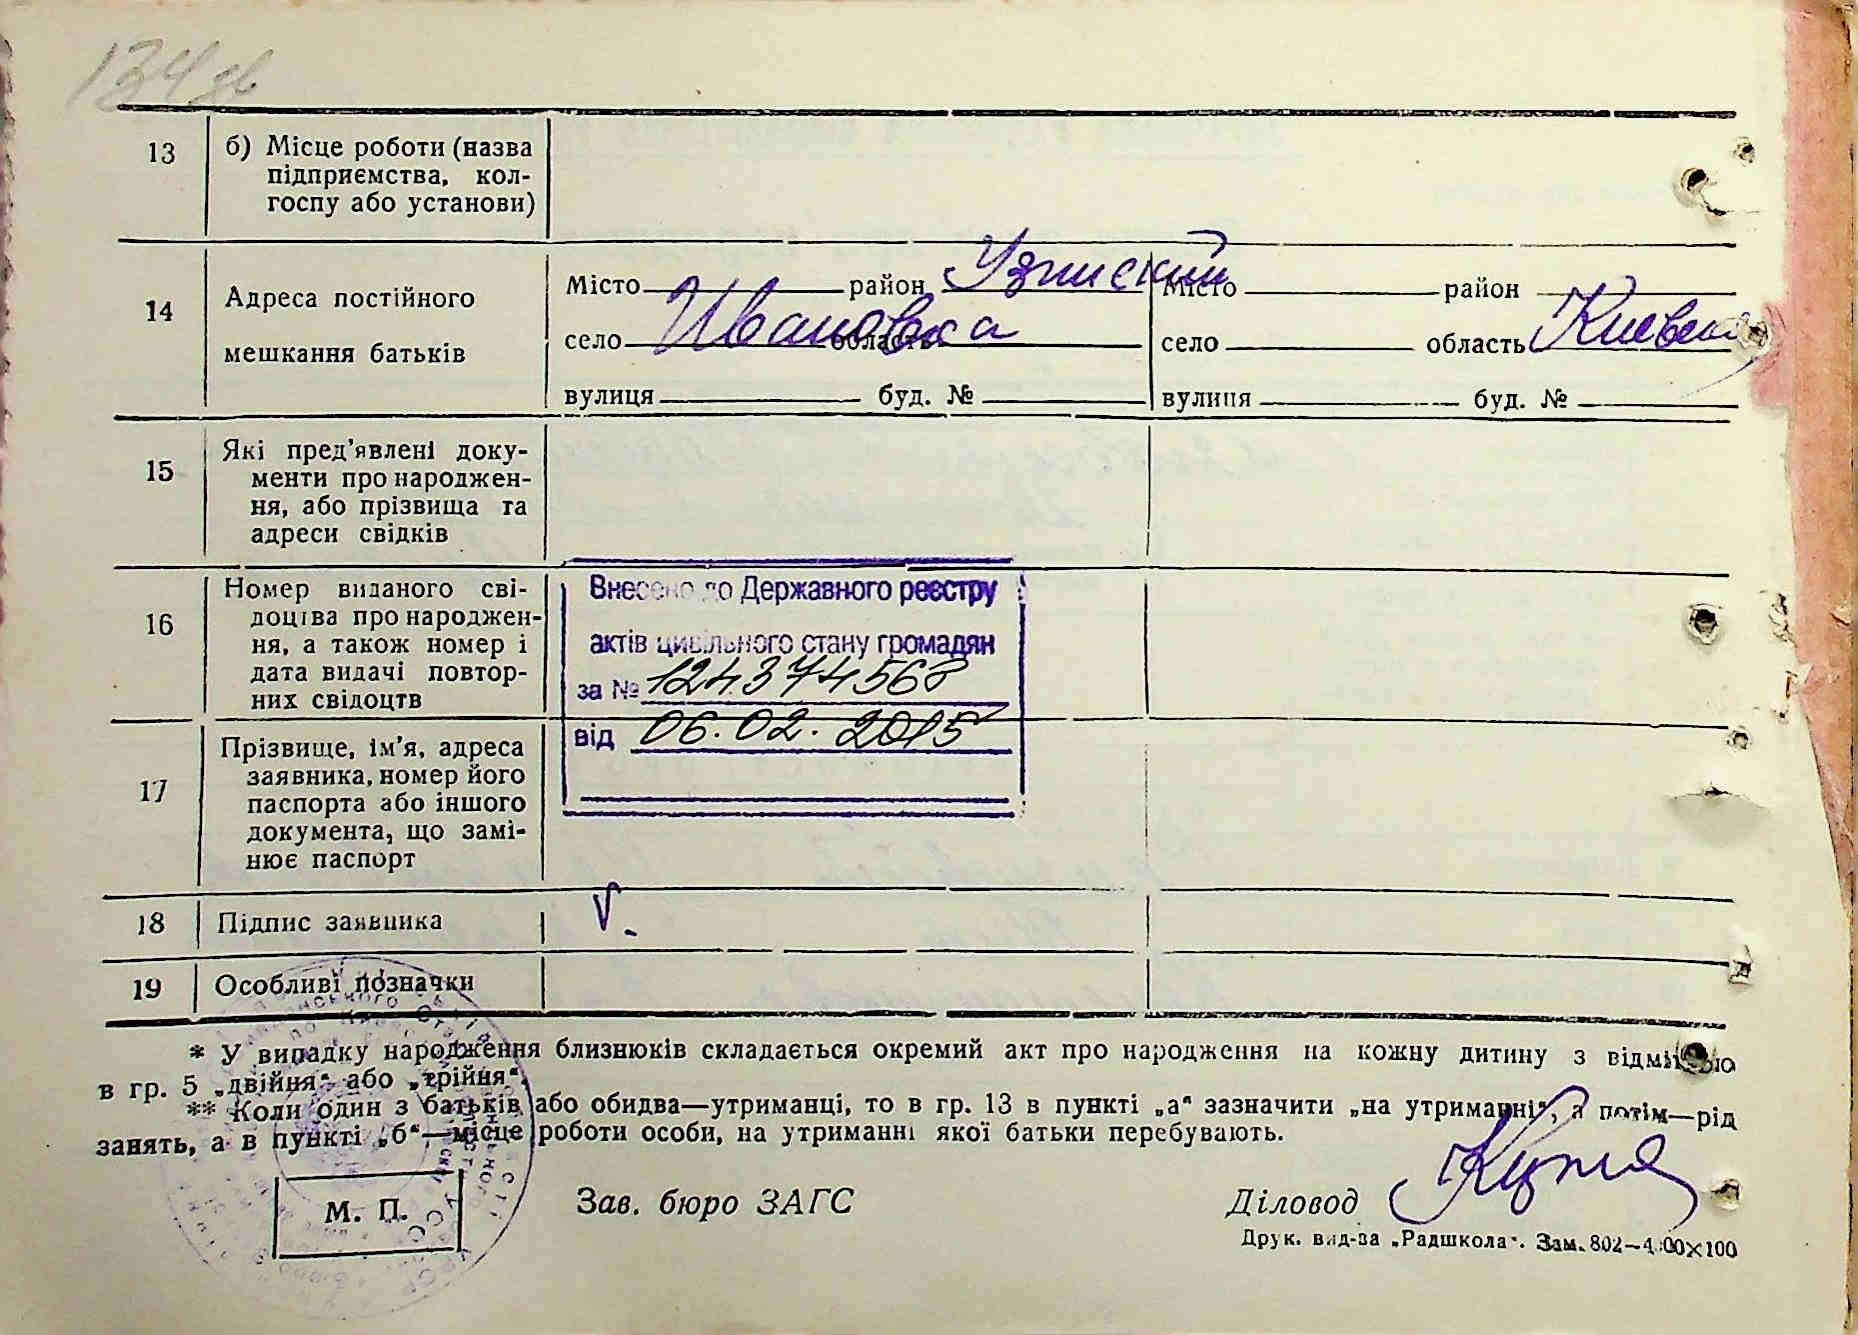 134 зв
13
б) Місце роботи (назва
підприємства, кол-
госпу або установи)
14
Адреса постійного
мешкання батьків
Місто район Узинский
село Ивановка область
вулиця буд. №
Місто район
село область Киевск
вулиця буд. №
15
Які пред'явлені доку-
менти про народжен-
ня, або прізвища та
адреси свідків
16
Номер виданого сві-
доцтва про народжен-
ня, а також номер і
дата видачі повтор-
них свідоцтв
Внесено до Державного реєстру
актів цивільного стану громадян
за № 124374568
від 06.02.2015
17
Прізвище, ім'я, адреса
заявника, номер його
паспорта або іншого
документа, що замі-
нює паспорт
18
Підпис заявника
V.
19
Особливі позначки
* У випадку народження близнюків складається окремий акт про народження на кожну дитину з відміткою
в гр. 5 „двійня“ або „трійня“.
** Коли один з батьків або обидва—утриманці, то в гр. 13 в пункті „а“ зазначити „на утриманні“, а потім—рід
занять, а в пункті „б“—місце роботи особи, на утриманні якої батьки перебувають.
М. П.
Зав. бюро ЗАГС
Діловод
Друк. вид-ва „Радшкола“. Зам. 802—4000×100